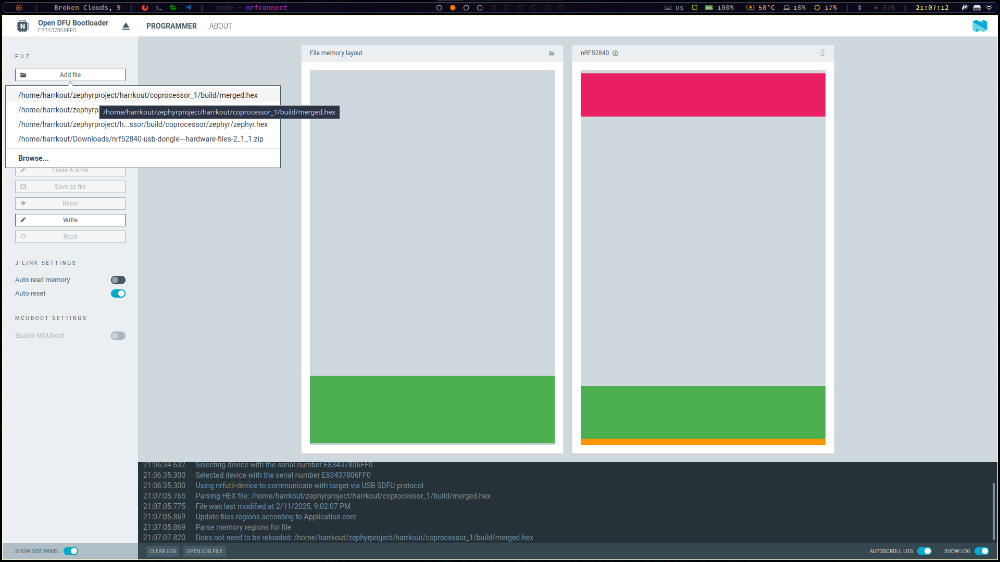 Broken Clouds, 9
code · nrfconnect
us
100%
50°C
16%
17%
37%
21:07:12
Open DFU Bootloader
E83437806FF0
PROGRAMMER
ABOUT
FILE
Add file
/home/harrkout/zephyrproject/harrkout/coprocessor_1/build/merged.hex
/home/harrkout/zephyrp
/home/harrkout/zephyrproject/harrkout/coprocessor_1/build/merged.hex
/home/harrkout/zephyrproject/h...ssor/build/coprocessor/zephyr/zephyr.hex
/home/harrkout/Downloads/nrf52840-usb-dongle---hardware-files-2_1_1.zip
Browse...
Erase & write
Save as file
Reset
Write
Read
J-LINK SETTINGS
Auto read memory
Auto reset
MCUBOOT SETTINGS
Enable MCUboot
SHOW SIDE PANEL
File memory layout
nRF52840
21:06:34.632 Selecting device with the serial number E83437806FF0
21:06:35.300 Selected device with the serial number E83437806FF0
21:06:35.300 Using nrfutil-device to communicate with target via USB SDFU protocol
21:07:05.765 Parsing HEX file: /home/harrkout/zephyrproject/harrkout/coprocessor_1/build/merged.hex
21:07:05.775 File was last modified at 2/11/2025, 9:02:07 PM
21:07:05.869 Update files regions according to Application core
21:07:05.869 Parse memory regions for file
21:07:07.820 Does not need to be reloaded: /home/harrkout/zephyrproject/harrkout/coprocessor_1/build/merged.hex
CLEAR LOG
OPEN LOG FILE
AUTOSCROLL LOG
SHOW LOG